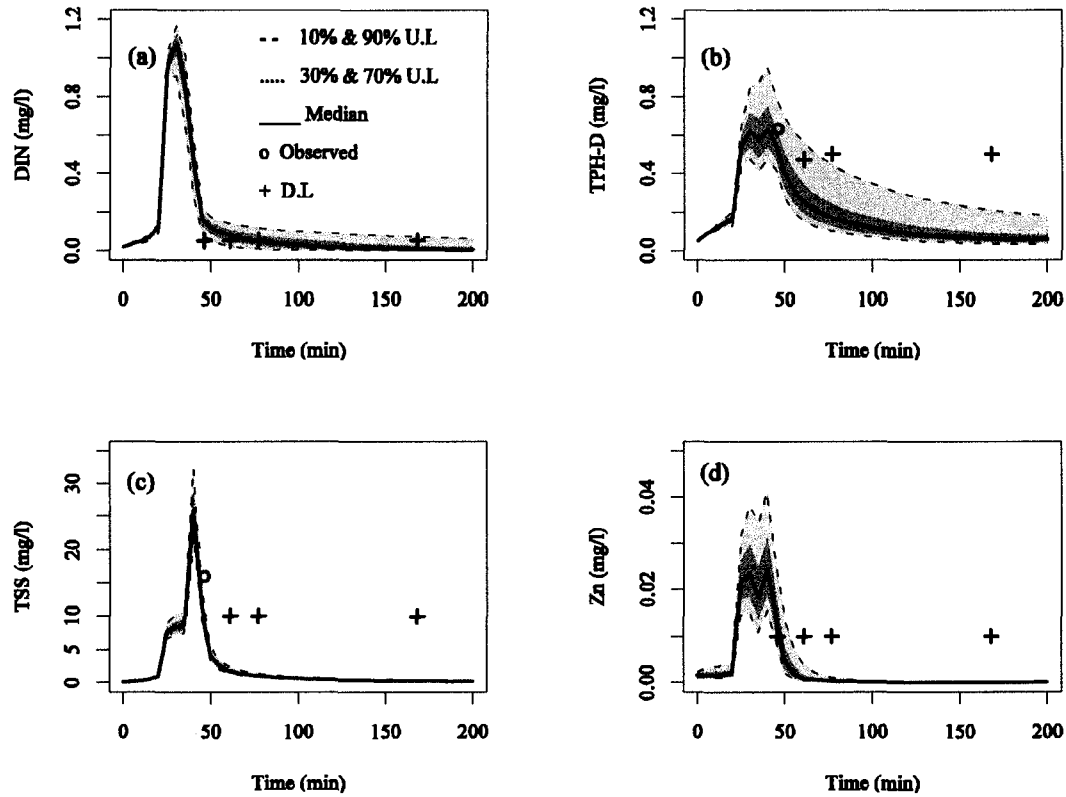 (a)
DIN (mg/l)
1.2
0.8
0.4
0.0
10% & 90% U.L
30% & 70% U.L
Median
Observed
D.L
0 50 100 150 200
Time (min)
(b)
TPH-D (mg/l)
1.2
0.8
0.4
0.0
0 50 100 150 200
Time (min)
(c)
TSS (mg/l)
30
20
10
5
0
0 50 100 150 200
Time (min)
(d)
Zn (mg/l)
0.04
0.02
0.00
0 50 100 150 200
Time (min)